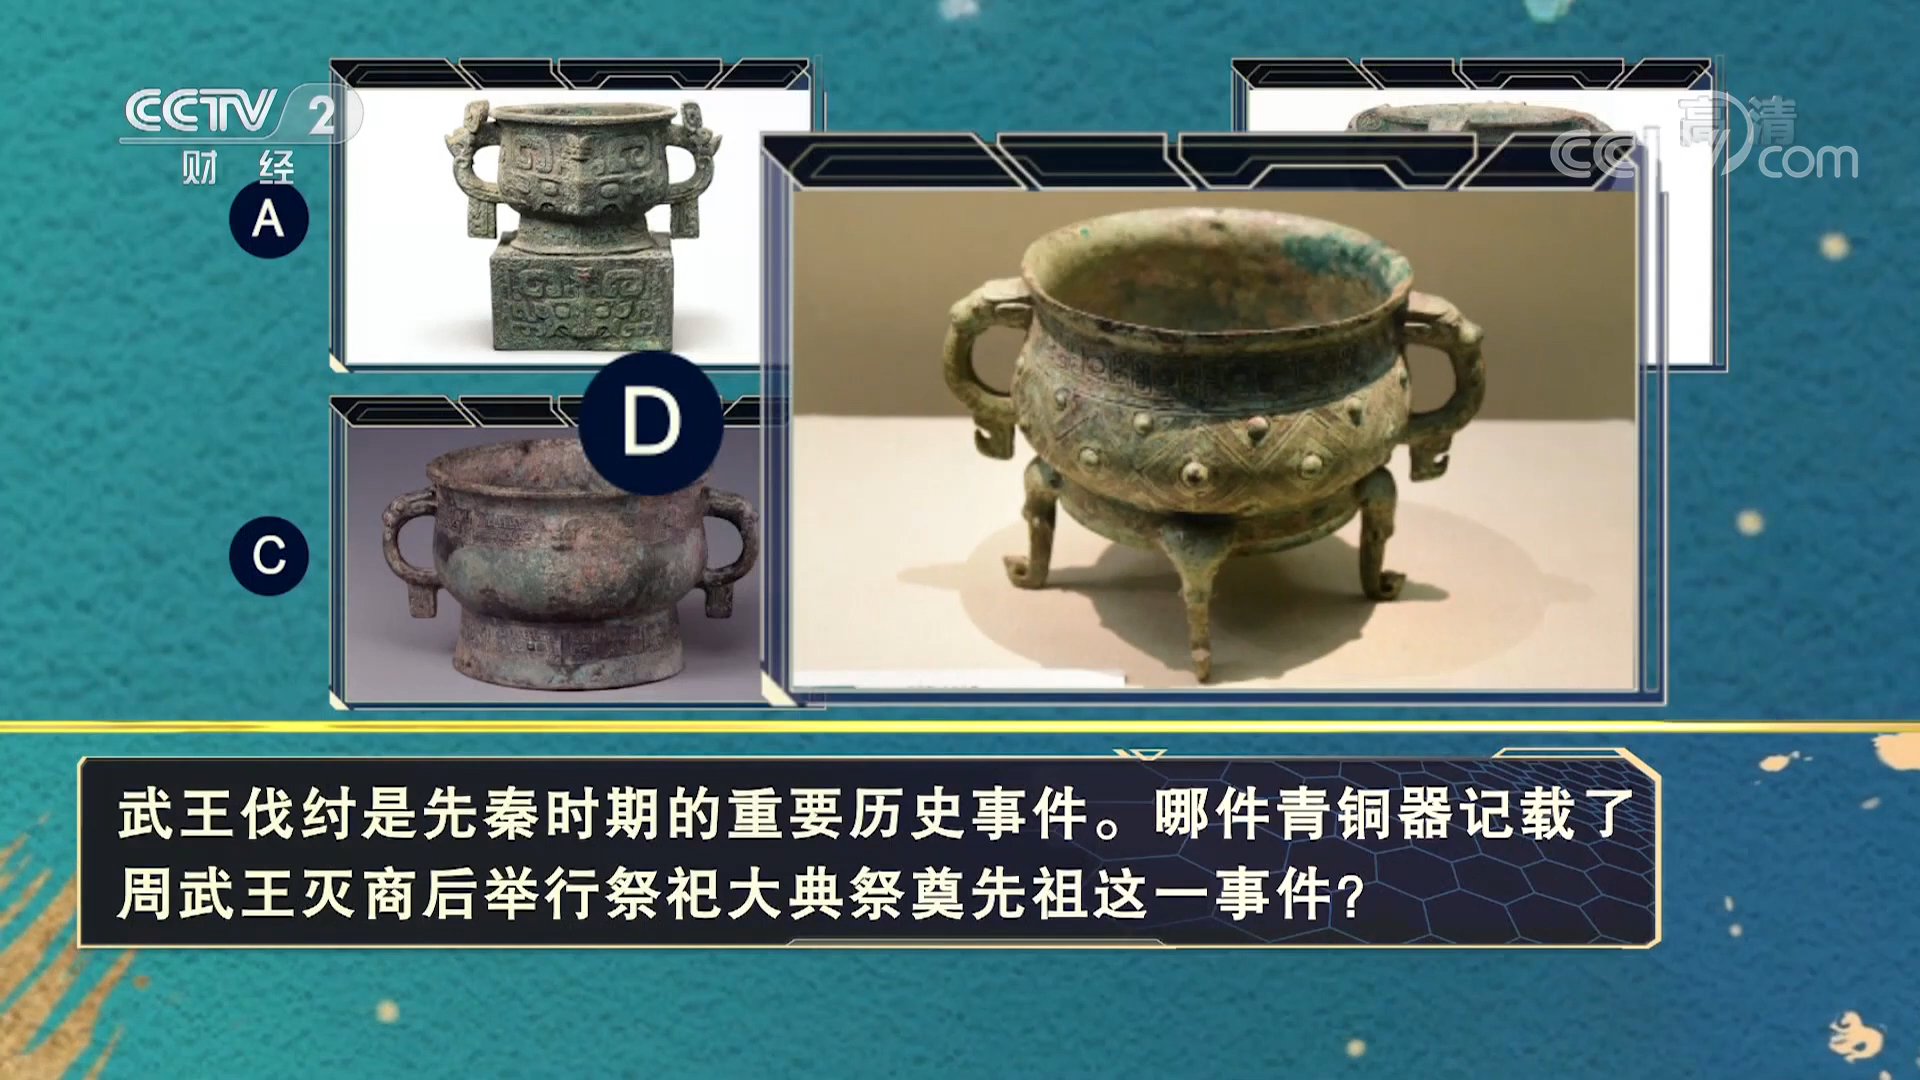 CCTV 2
财 经
高清
CCTV com
A
D
C
武王伐纣是先秦时期的重要历史事件。哪件青铜器记载了
周武王灭商后举行祭祀大典祭奠先祖这一事件?